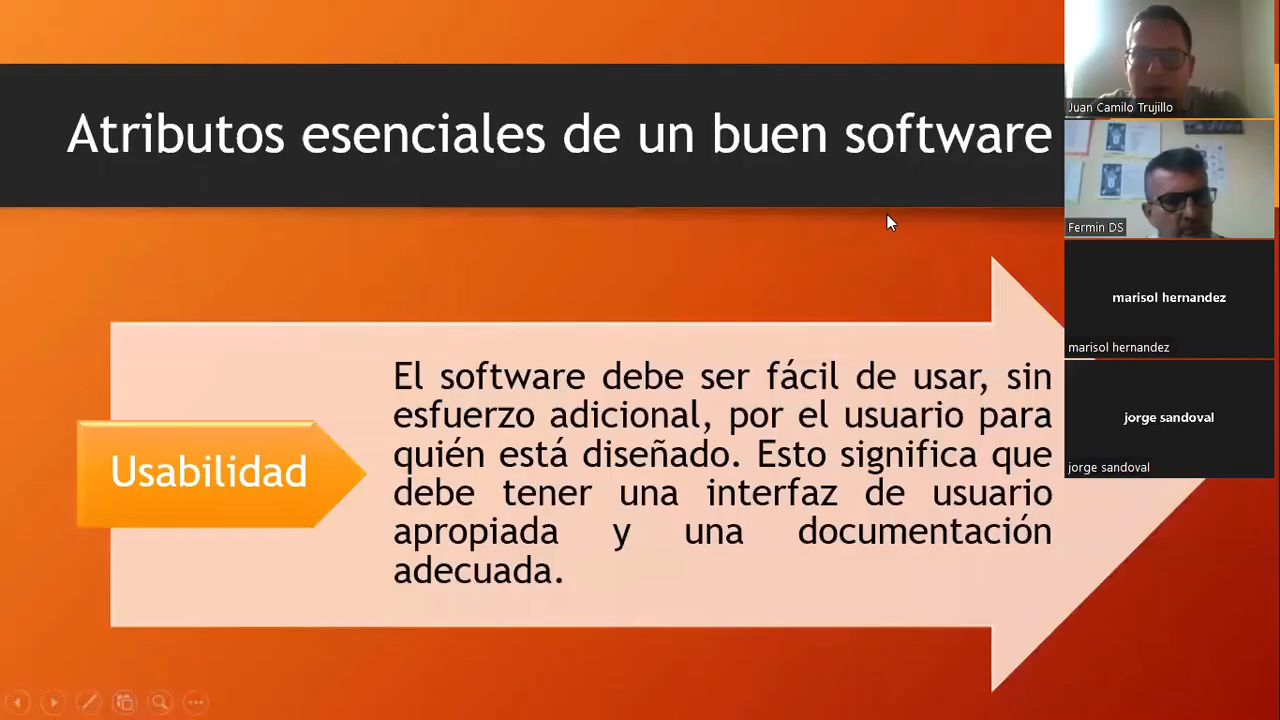 Atributos esenciales de un buen software
Usabilidad
El software debe ser fácil de usar, sin
esfuerzo adicional, por el usuario para
quién está diseñado. Esto significa que
debe tener una interfaz de usuario
apropiada y una documentación
adecuada.
Juan Camilo Trujillo
Fermin DS
marisol hernandez
marisol hernandez
jorge sandoval
jorge sandoval